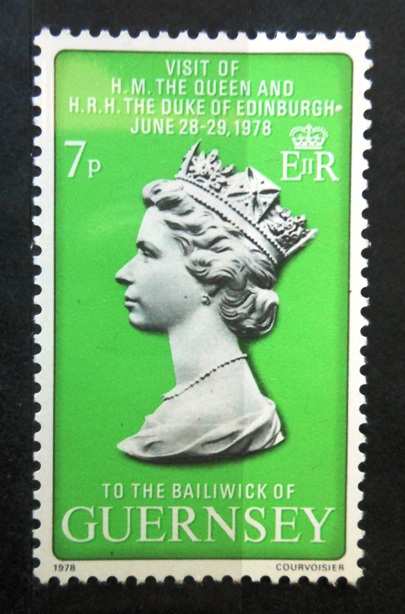 VISIT OF
H.M. THE QUEEN AND
H.R.H. THE DUKE OF EDINBURGH
JUNE 28-29, 1978
7p
EIIR
TO THE BAILIWICK OF
GUERNSEY
1978 COURVOISIER